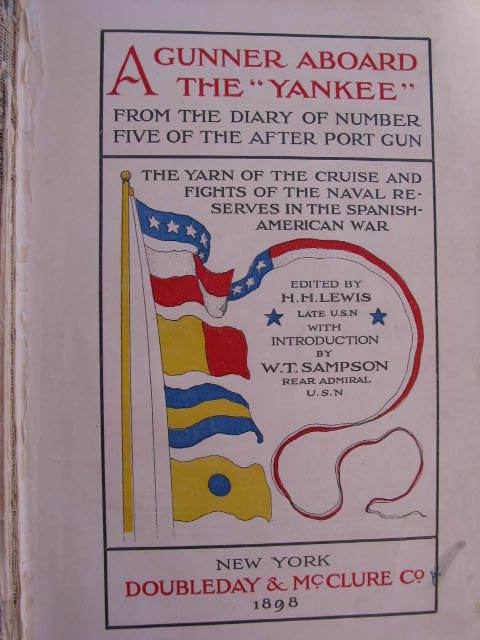 A GUNNER ABOARD
THE "YANKEE"
FROM THE DIARY OF NUMBER
FIVE OF THE AFTER PORT GUN
THE YARN OF THE CRUISE AND
FIGHTS OF THE NAVAL RE-
SERVES IN THE SPANISH-
AMERICAN WAR
EDITED BY
H.H.LEWIS
LATE U.S.N
WITH
INTRODUCTION
BY
W.T. SAMPSON
REAR ADMIRAL
U.S.N
NEW YORK
DOUBLEDAY & McCLURE Co
1898